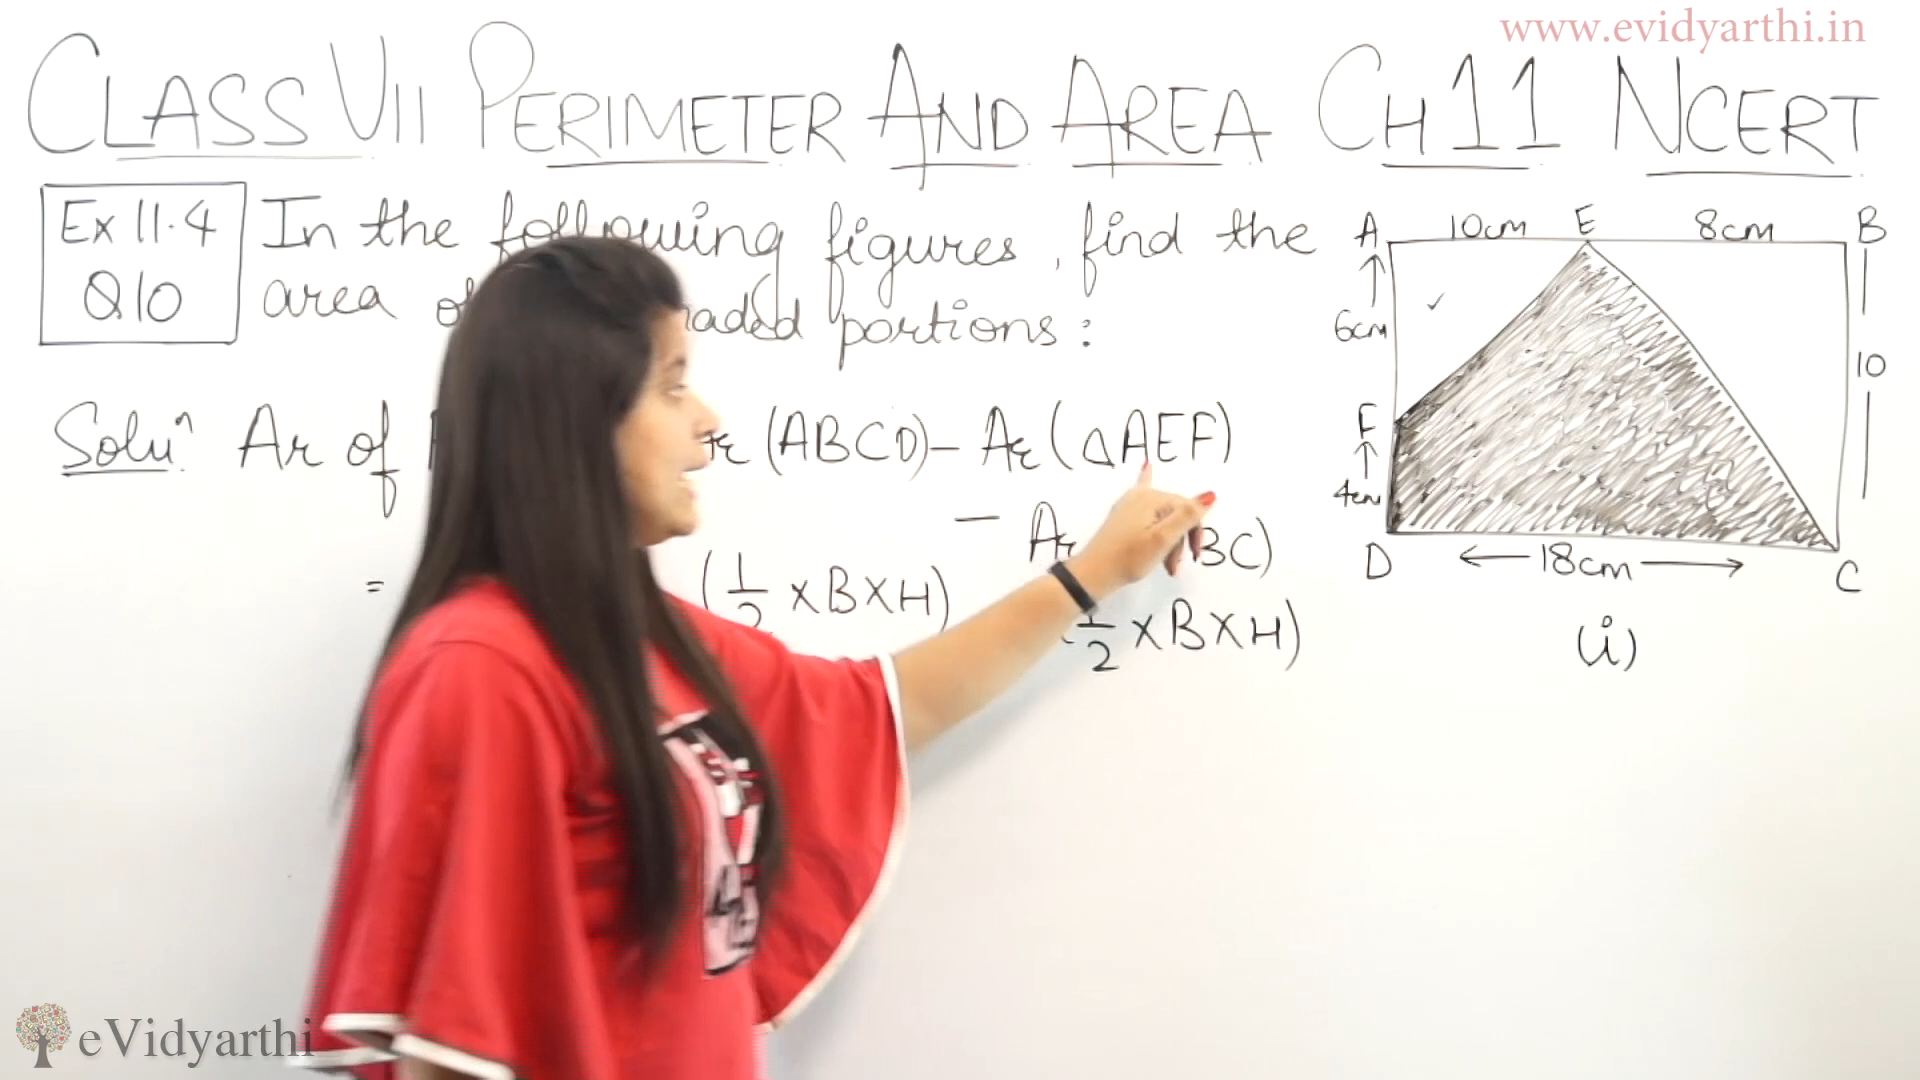 www.evidyarthi.in
CLASS VII PERIMETER AND AREA CH 11 NCERT
Ex 11.4
Q10
In the following figures, find the
area portions:
Soluⁿ: Ar of (ABCD) - Ar (△AEF)
- Ar BC)
= (1/2 × B × H)
1/2 × B × H)
A 10cm E 8cm B
6cm
10
F
4cm
D 18cm C
(i)
eVidyarthi